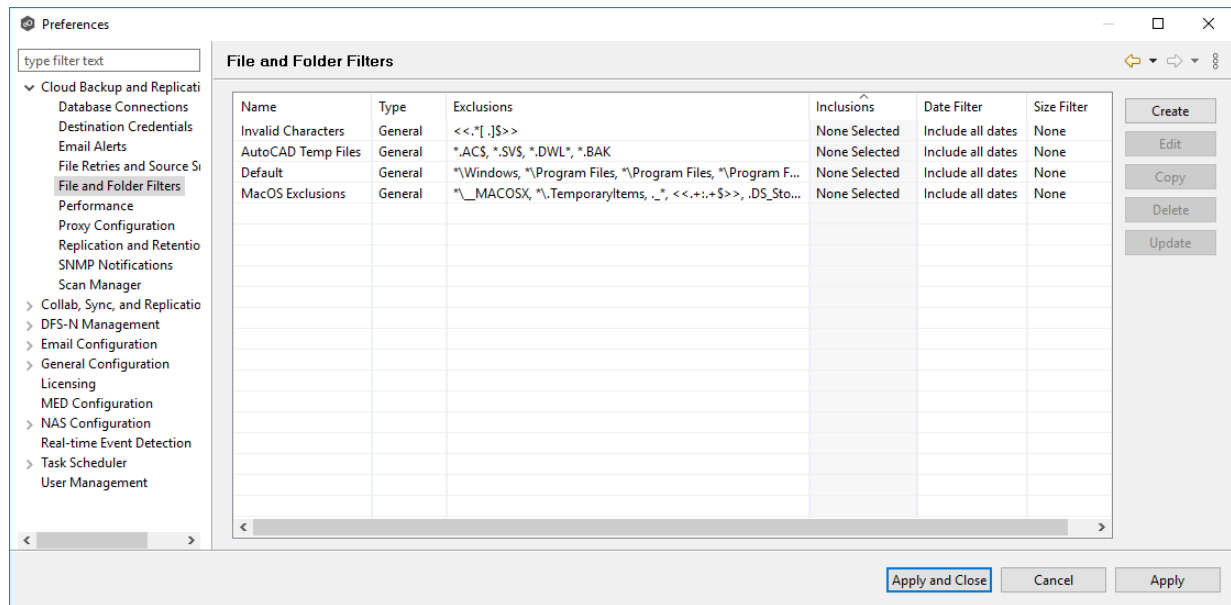 Preferences
type filter text
Cloud Backup and Replicati
Database Connections
Destination Credentials
Email Alerts
File Retries and Source Sı
File and Folder Filters
Performance
Proxy Configuration
Replication and Retentio
SNMP Notifications
Scan Manager
Collab, Sync, and Replicatio
DFS-N Management
Email Configuration
General Configuration
Licensing
MED Configuration
NAS Configuration
Real-time Event Detection
Task Scheduler
User Management
File and Folder Filters
Name Type Exclusions Inclusions Date Filter Size Filter
Invalid Characters General <<.*[ .]$>> None Selected Include all dates None
AutoCAD Temp Files General *.AC$, *.SV$, *.DWL*, *.BAK None Selected Include all dates None
Default General *\Windows, *\Program Files, *\Program Files, *\Program F... None Selected Include all dates None
MacOS Exclusions General *\__MACOSX, *\.TemporaryItems, ._*, <<.+:.+$>>, .DS_Sto... None Selected Include all dates None
Create
Edit
Copy
Delete
Update
Apply and Close Cancel Apply